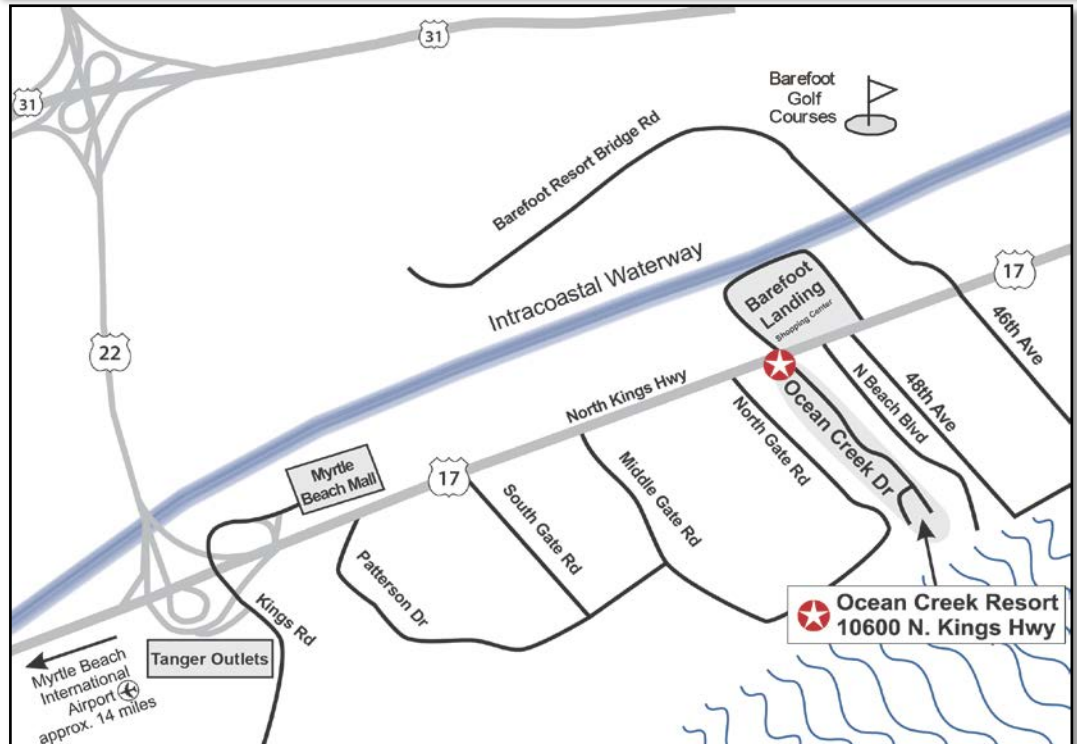 31
31
Barefoot
Golf
Courses
Barefoot Resort Bridge Rd
Intracoastal Waterway
17
Barefoot
Landing
Shopping Center
46th Ave
22
North Kings Hwy
48th Ave
N Beach Blvd
Ocean Creek Dr
North Gate Rd
Myrtle
Beach Mall
17
Middle Gate Rd
South Gate Rd
Patterson Dr
Kings Rd
Ocean Creek Resort
10600 N. Kings Hwy
Tanger Outlets
Myrtle Beach
International
Airport
approx. 14 miles